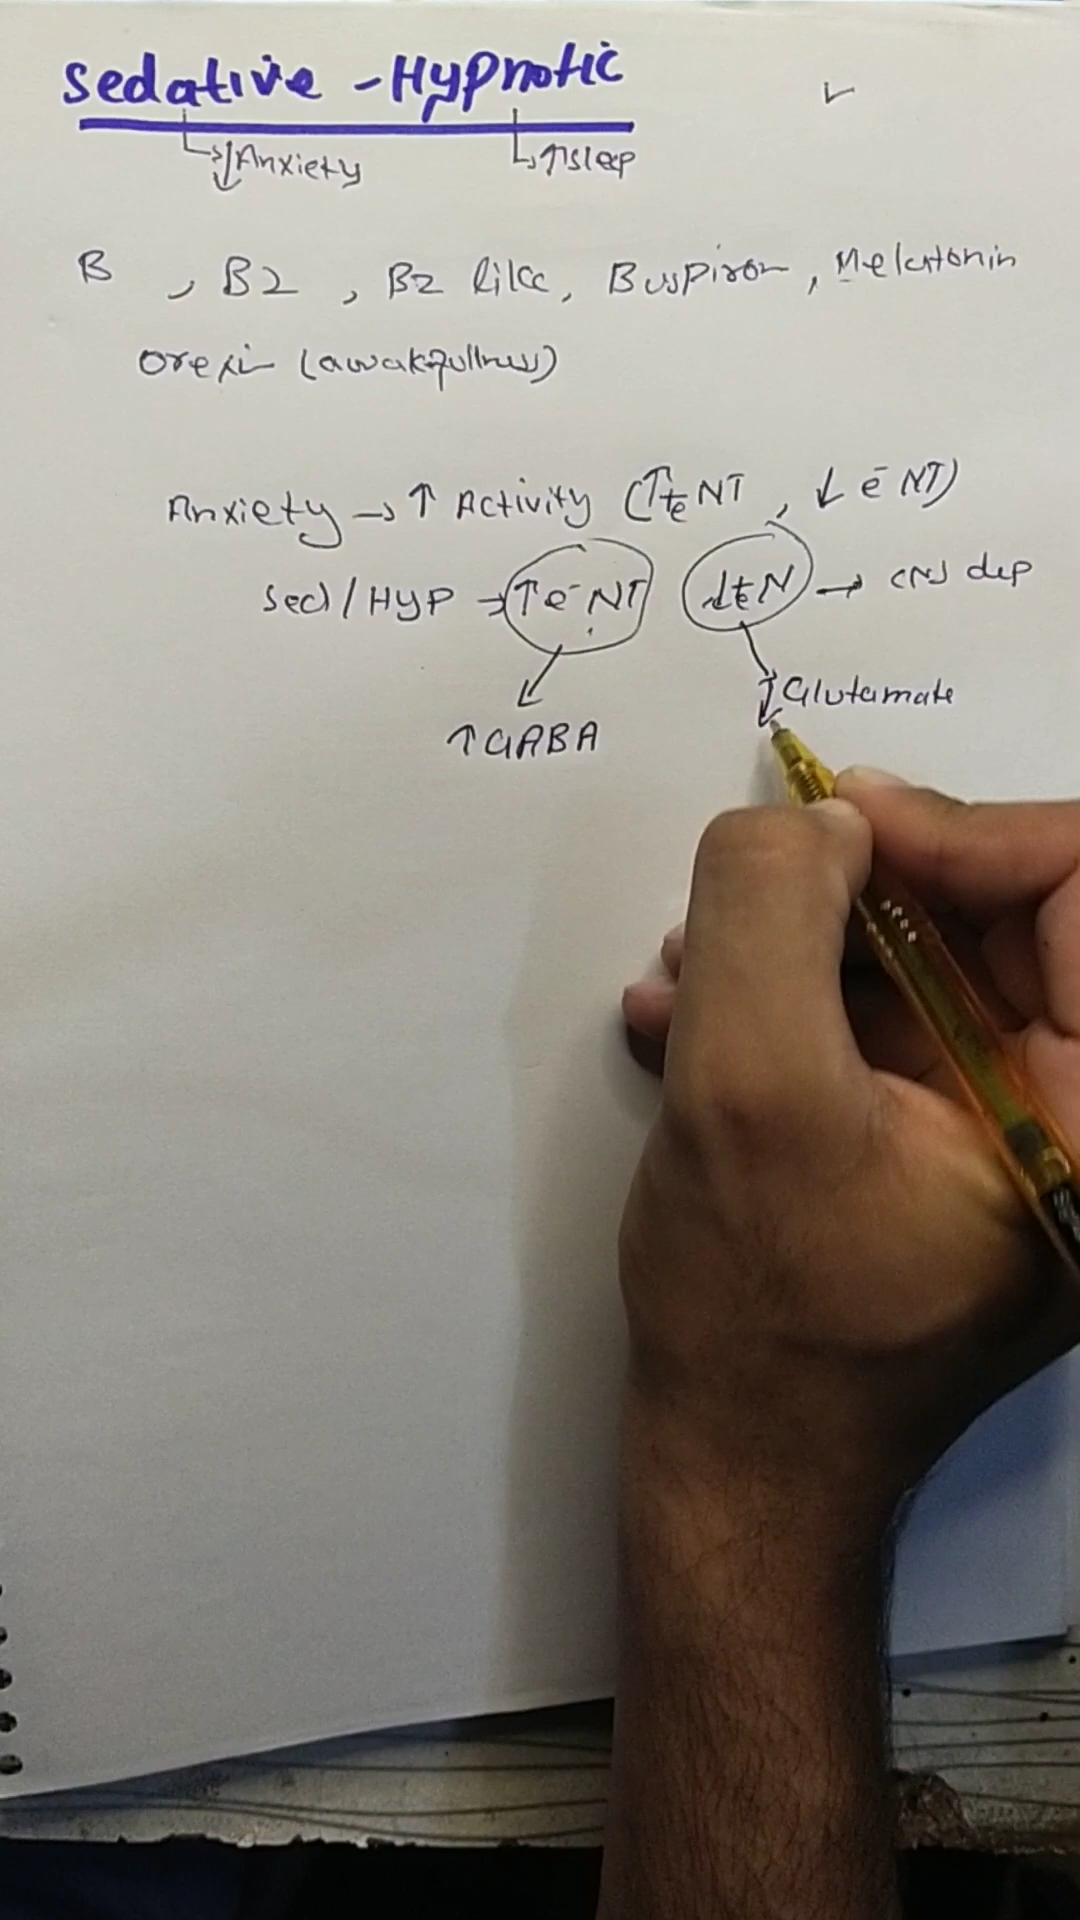 Sedative - Hypnotic
↳ ↓ Anxiety ↳ ↑ Sleep
B , BZ , BZ like, Buspiron , Melatonin
Orexin (awakefullness)
Anxiety → ↑ Activity (↑ +e NT , ↓ e⁻ NT)
Sed / HYP → ↑ e⁻ NT ↓ +e N → CNS dep
↓ Glutamate
↑ GABA